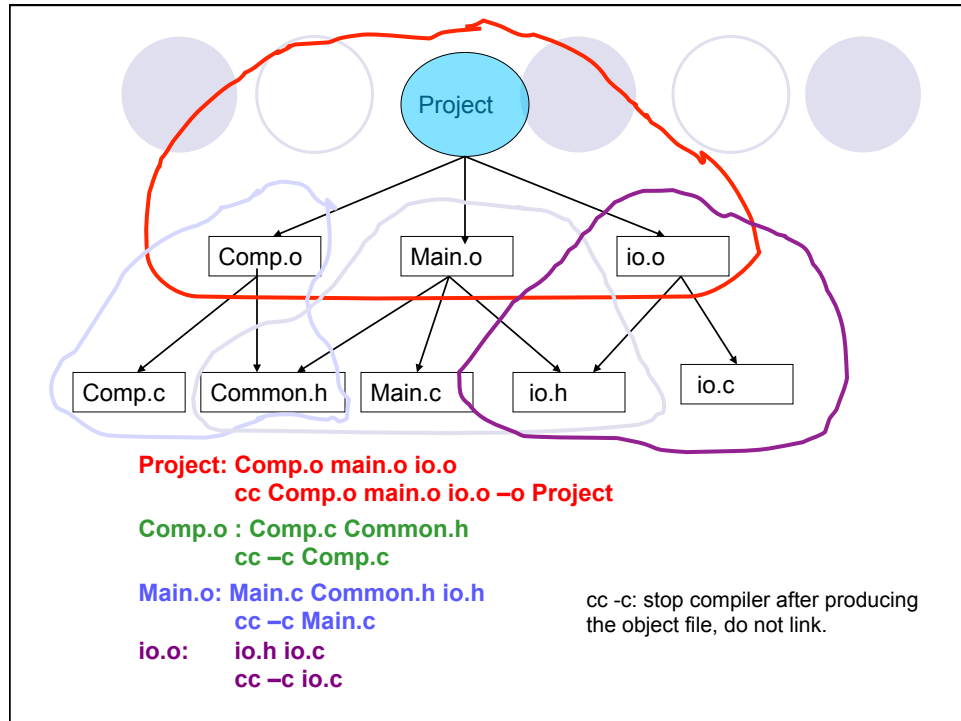 Project
Comp.o
Main.o
io.o
Comp.c
Common.h
Main.c
io.h
io.c
Project: Comp.o main.o io.o
cc Comp.o main.o io.o –o Project
Comp.o : Comp.c Common.h
cc –c Comp.c
Main.o: Main.c Common.h io.h
cc –c Main.c
io.o: io.h io.c
cc –c io.c
cc -c: stop compiler after producing
the object file, do not link.